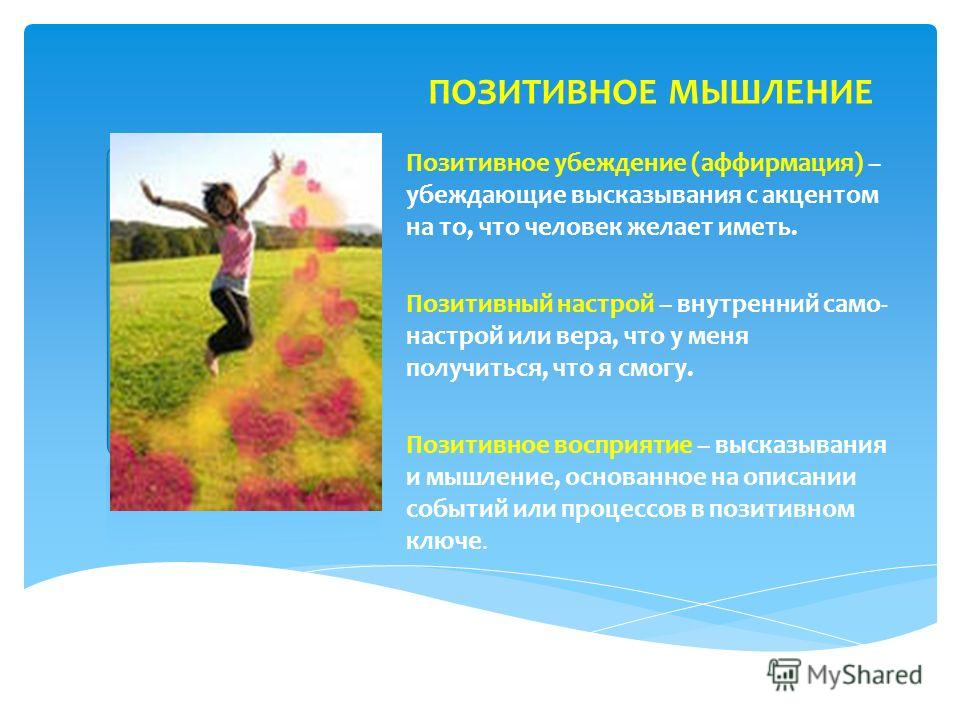 ПОЗИТИВНОЕ МЫШЛЕНИЕ
Позитивное убеждение (аффирмация) –
убеждающие высказывания с акцентом
на то, что человек желает иметь.
Позитивный настрой – внутренний само-
настрой или вера, что у меня
получиться, что я смогу.
Позитивное восприятие – высказывания
и мышление, основанное на описании
событий или процессов в позитивном
ключе.
MyShared